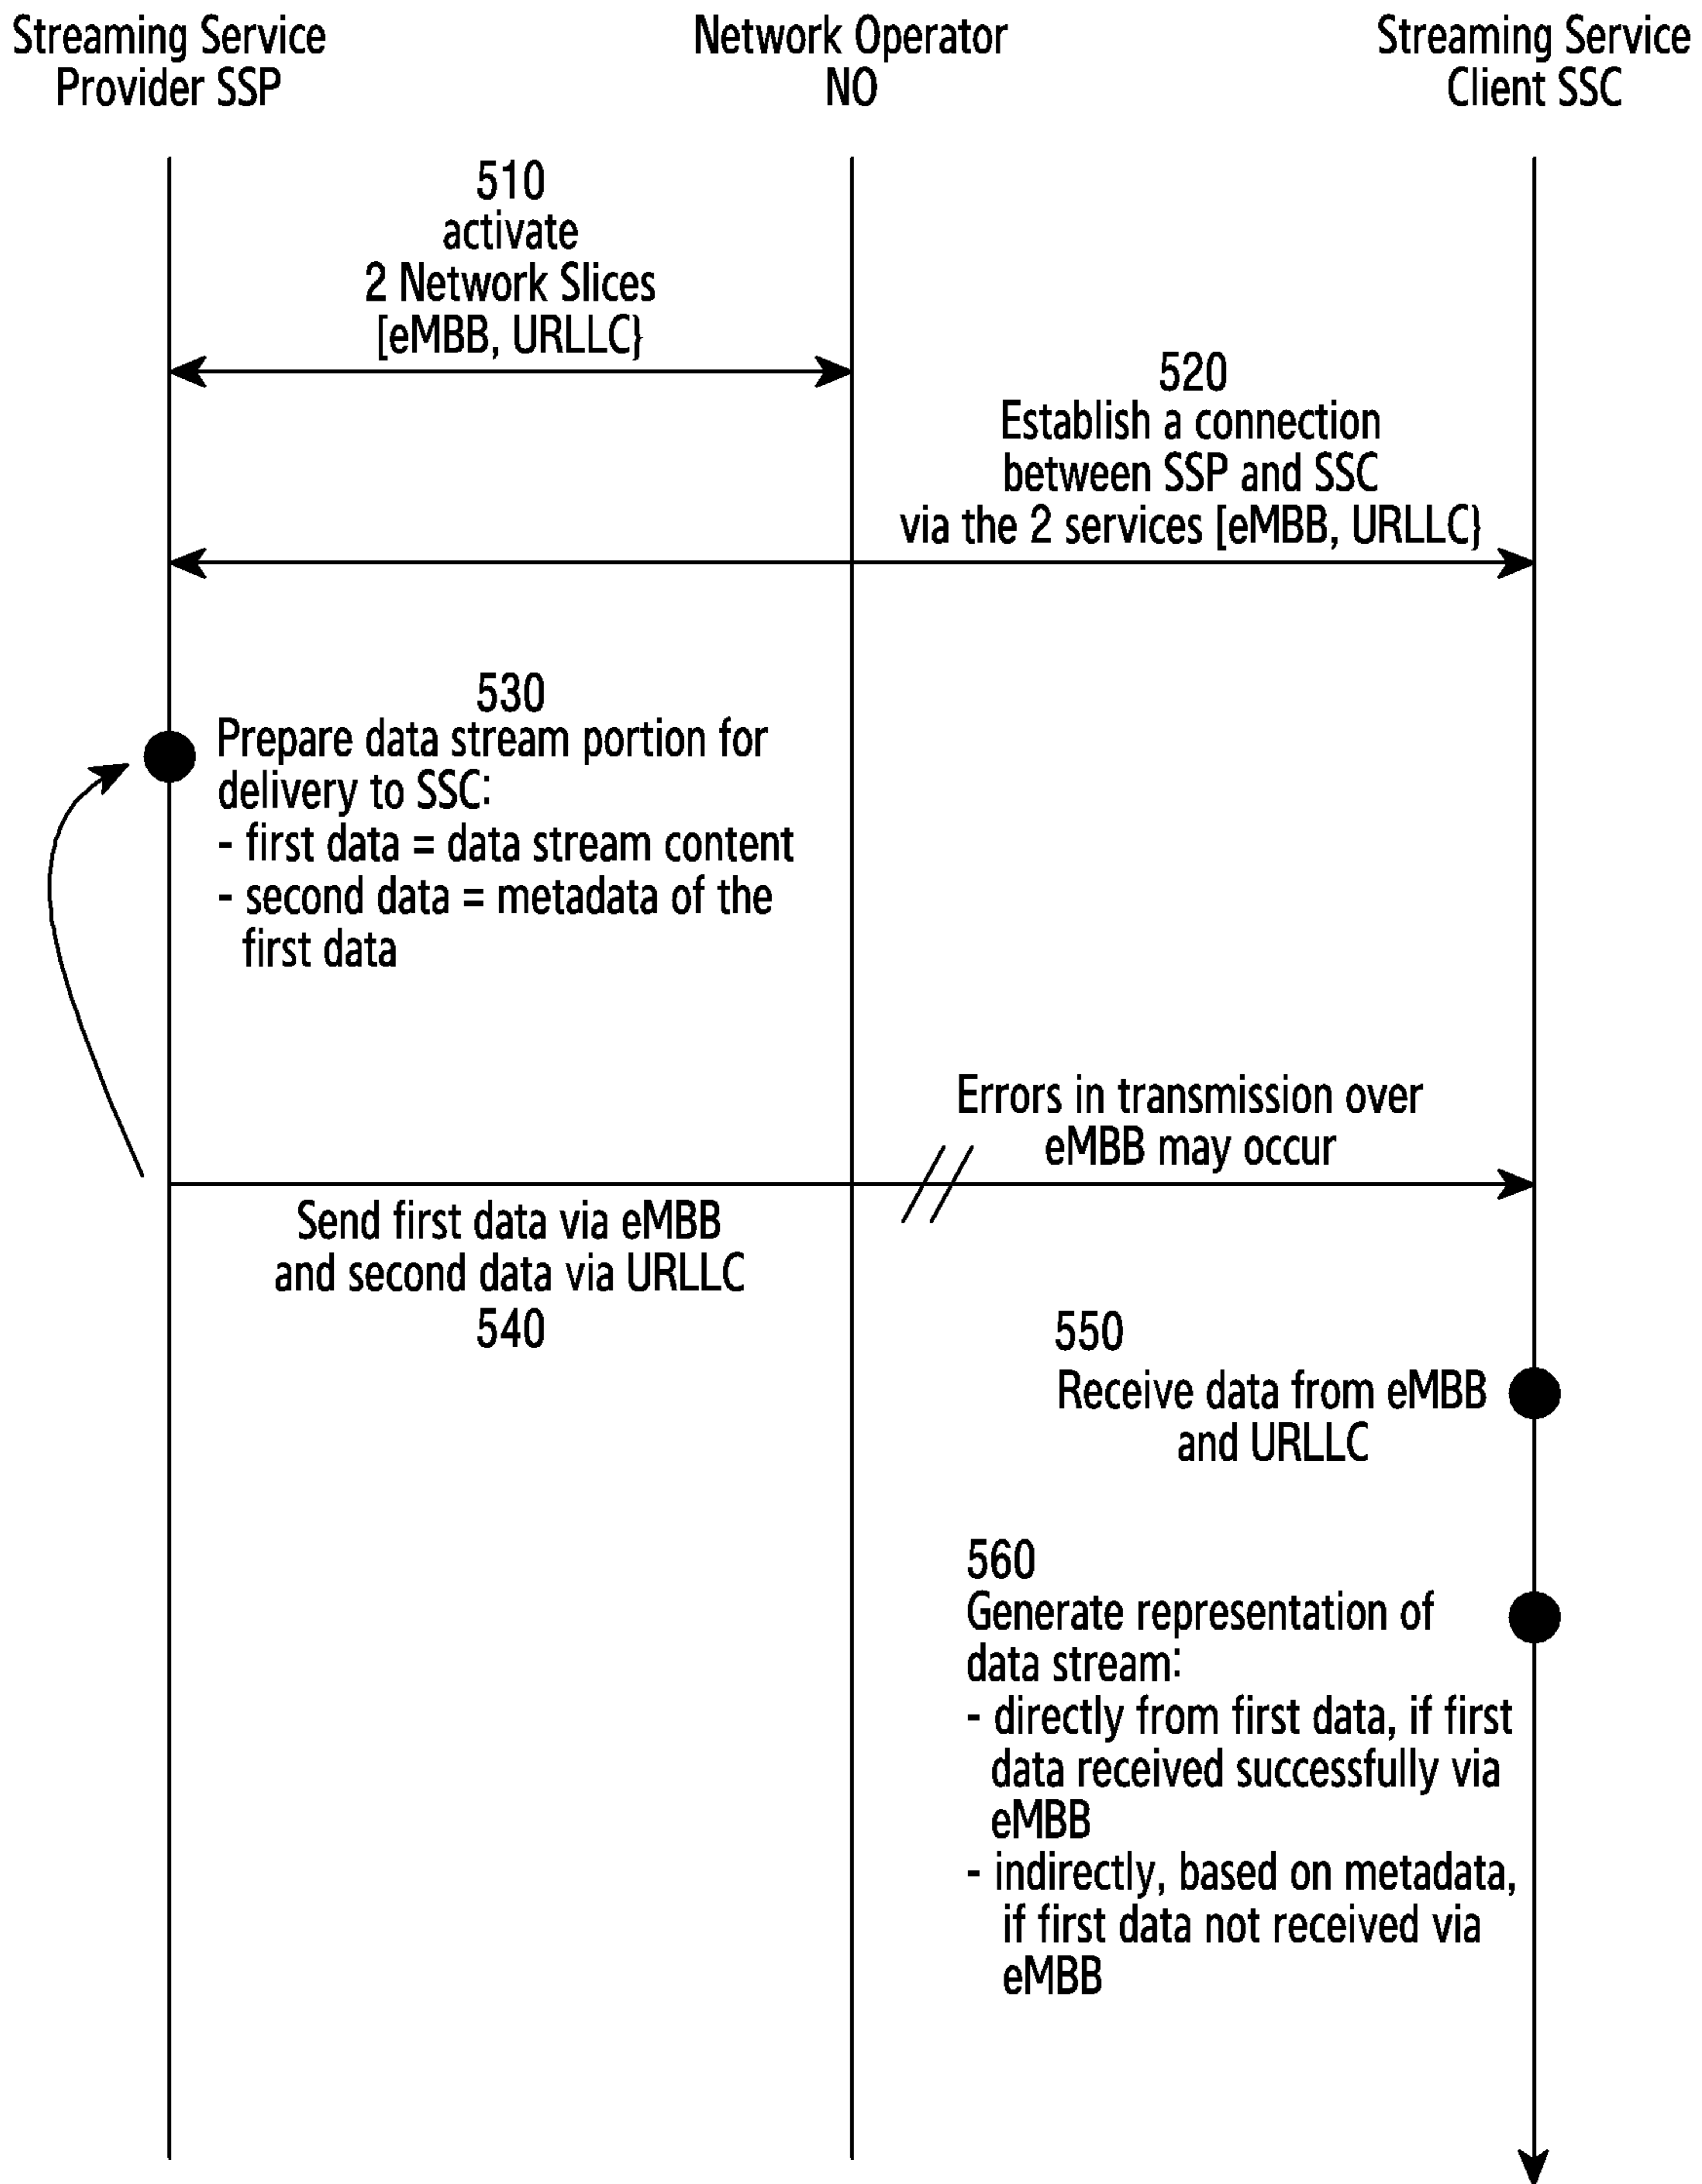 Streaming Service
Provider SSP
Network Operator
NO
Streaming Service
Client SSC
510
activate
2 Network Slices
[eMBB, URLLC}
520
Establish a connection
between SSP and SSC
via the 2 services [eMBB, URLLC}
530
Prepare data stream portion for
delivery to SSC:
- first data = data stream content
- second data = metadata of the
first data
Errors in transmission over
eMBB may occur
Send first data via eMBB
and second data via URLLC
540
550
Receive data from eMBB
and URLLC
560
Generate representation of
data stream:
- directly from first data, if first
data received successfully via
eMBB
- indirectly, based on metadata,
if first data not received via
eMBB